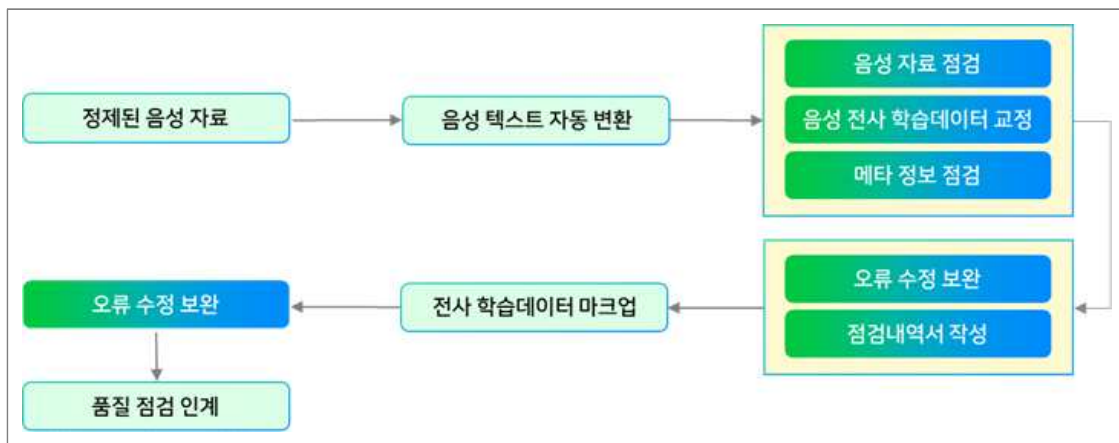 정제된 음성 자료
음성 텍스트 자동 변환
음성 자료 점검
음성 전사 학습데이터 교정
메타 정보 점검
오류 수정 보완
점검내역서 작성
전사 학습데이터 마크업
오류 수정 보완
품질 점검 인계